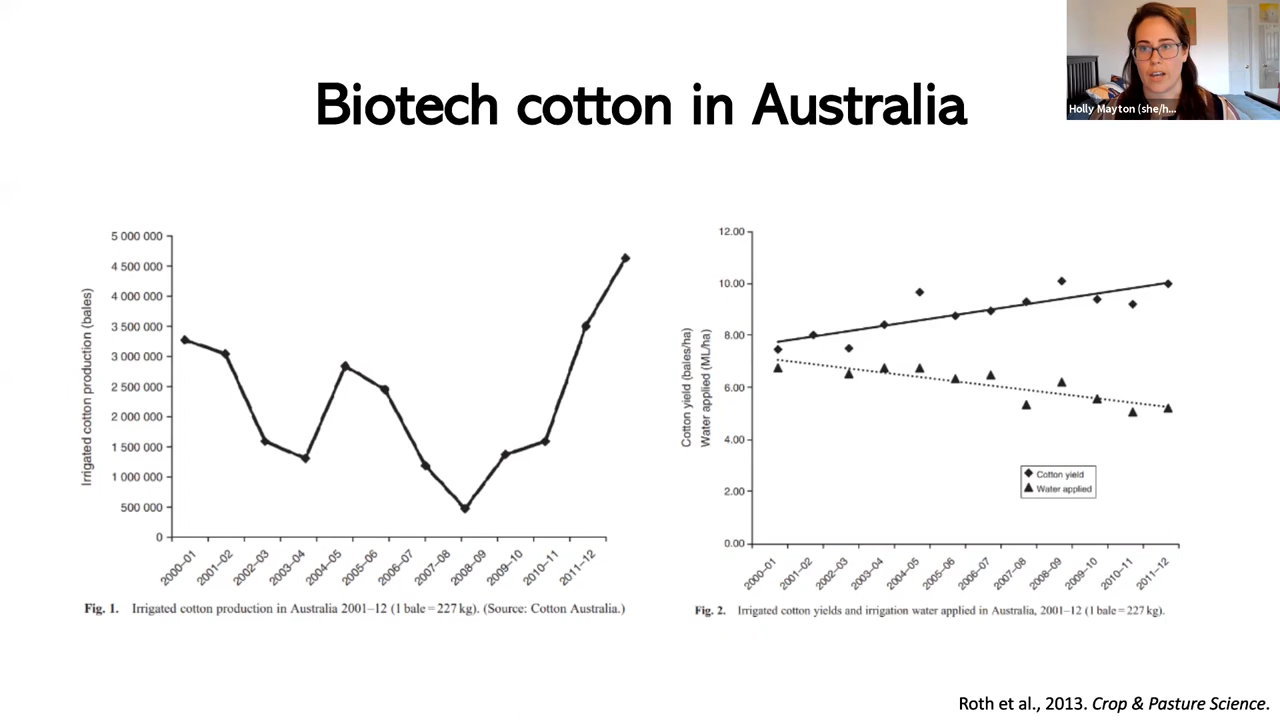 Holly Mayton (she/h...
Biotech cotton in Australia
Irrigated cotton production (bales)
5 000 000
4 500 000
4 000 000
3 500 000
3 000 000
2 500 000
2 000 000
1 500 000
1 000 000
500 000
0
2000–01
2001–02
2002–03
2003–04
2004–05
2005–06
2006–07
2007–08
2008–09
2009–10
2010–11
2011–12
Fig. 1. Irrigated cotton production in Australia 2001–12 (1 bale = 227 kg). (Source: Cotton Australia.)
Cotton yield (bales/ha)
Water applied (ML/ha)
12.00
10.00
8.00
6.00
4.00
2.00
0.00
Cotton yield
Water applied
2000–01
2001–02
2002–03
2003–04
2004–05
2005–06
2006–07
2007–08
2008–09
2009–10
2010–11
2011–12
Fig. 2. Irrigated cotton yields and irrigation water applied in Australia, 2001–12 (1 bale = 227 kg).
Roth et al., 2013. Crop & Pasture Science.